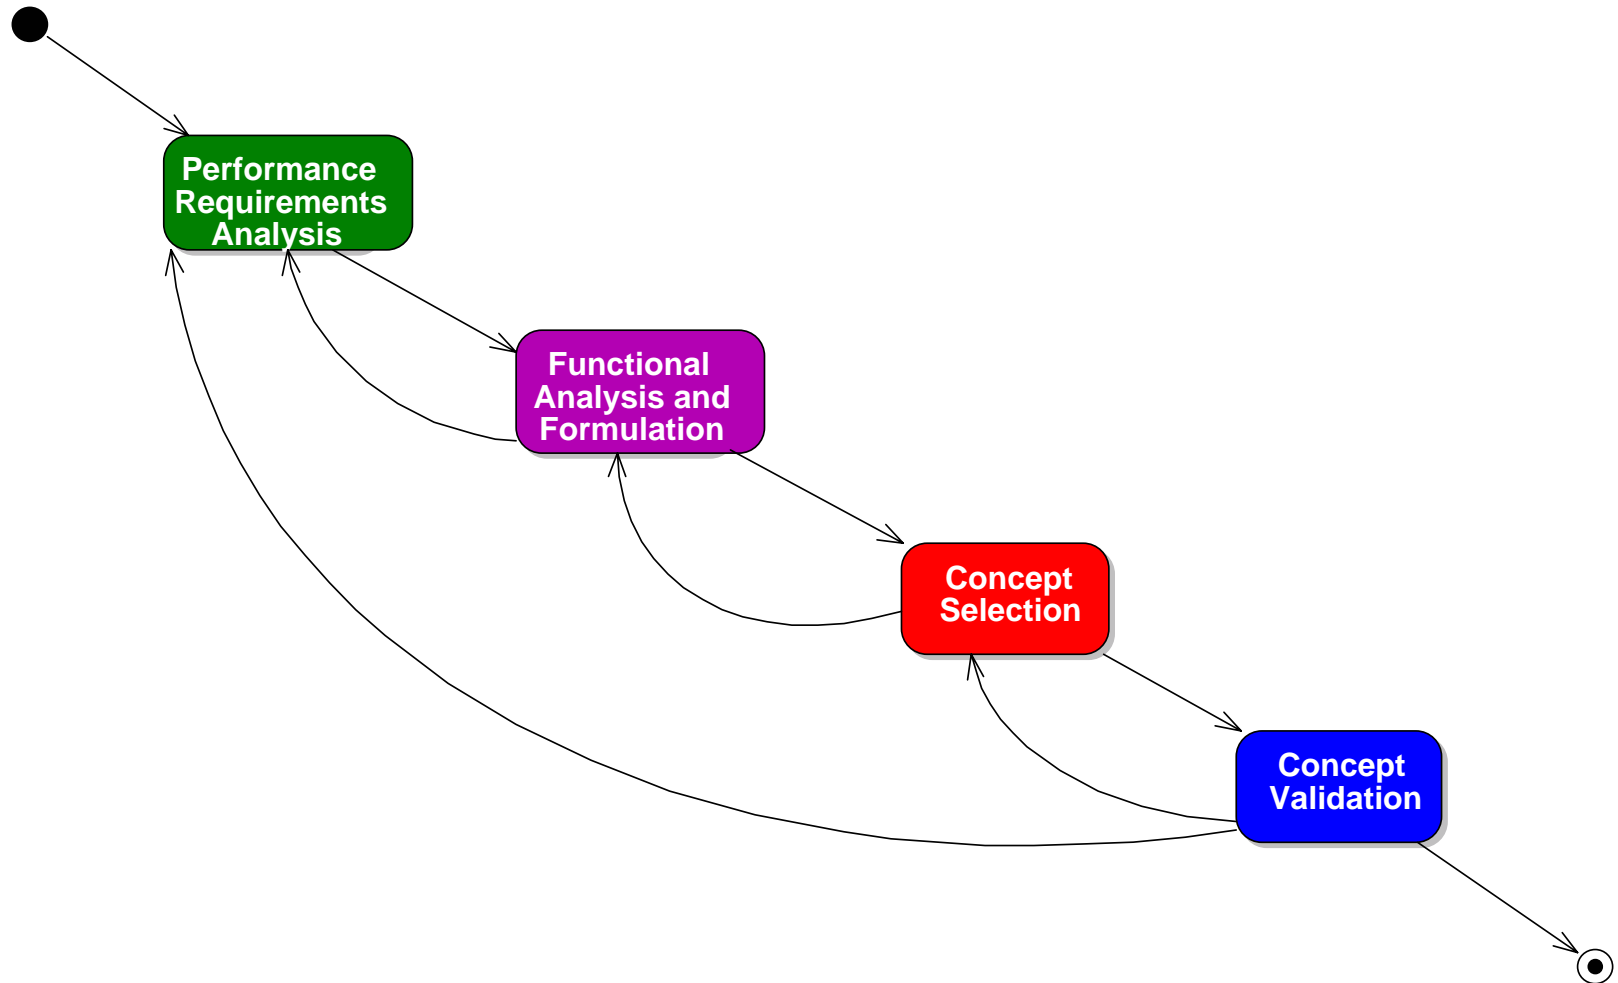 Performance
Requirements
Analysis
Functional
Analysis and
Formulation
Concept
Selection
Concept
Validation